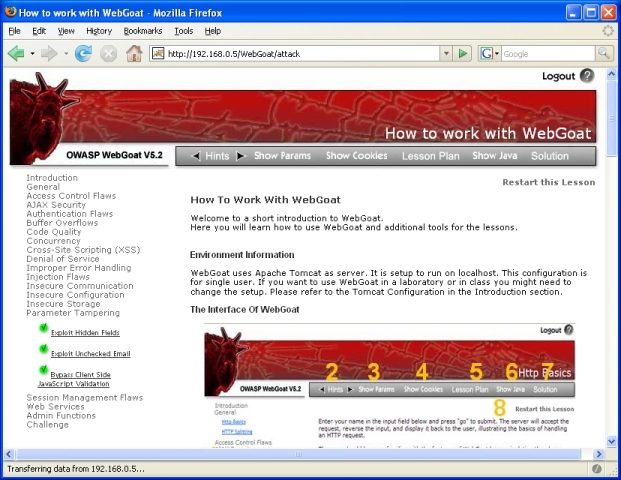 How to work with WebGoat - Mozilla Firefox
File Edit View History Bookmarks Tools Help
http://192.168.0.5/WebGoat/attack
G Google
Logout ?
How to work with WebGoat
OWASP WebGoat V5.2
Hints Show Params Show Cookies Lesson Plan Show Java Solution
Restart this Lesson
Introduction
General
Access Control Flaws
AJAX Security
Authentication Flaws
Buffer Overflows
Code Quality
Concurrency
Cross-Site Scripting (XSS)
Denial of Service
Improper Error Handling
Injection Flaws
Insecure Communication
Insecure Configuration
Insecure Storage
Parameter Tampering
Exploit Hidden Fields
Exploit Unchecked Email
Bypass Client Side
JavaScript Validation
Session Management Flaws
Web Services
Admin Functions
Challenge
How To Work With WebGoat
Welcome to a short introduction to WebGoat.
Here you will learn how to use WebGoat and additional tools for the lessons.
Environment Information
WebGoat uses Apache Tomcat as server. It is setup to run on localhost. This configuration is
for single user. If you want to use WebGoat in a laboratory or in class you might need to
change the setup. Please refer to the Tomcat Configuration in the Introduction section.
The Interface Of WebGoat
Logout ?
2 3 4 5 6 7
Http Basics
OWASP WebGoat V5.2
Hints Show Params Show Cookies Lesson Plan Show Java Solution
8 Restart this Lesson
Introduction
General
Http Basics
HTTP Splitting
Access Control Flaws
Enter your name in the input field below and press "go" to submit. The server will accept the
request, reverse the input, and display it back to the user, illustrating the basics of handling
an HTTP request.
Transferring data from 192.168.0.5...